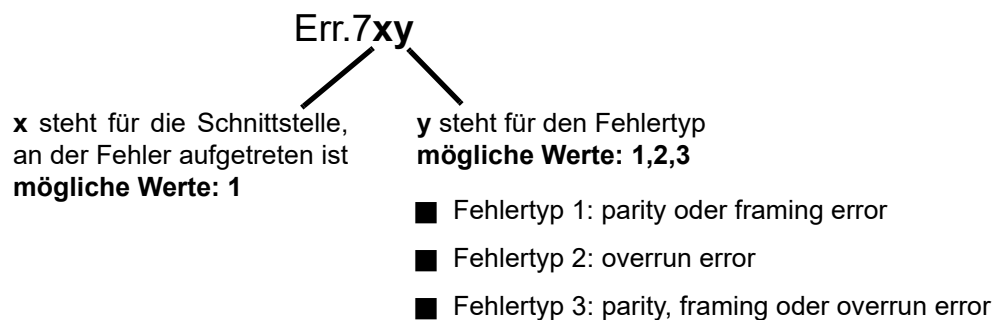 Err.7xy
x steht für die Schnittstelle,
an der Fehler aufgetreten ist
mögliche Werte: 1
y steht für den Fehlertyp
mögliche Werte: 1,2,3
■ Fehlertyp 1: parity oder framing error
■ Fehlertyp 2: overrun error
■ Fehlertyp 3: parity, framing oder overrun error